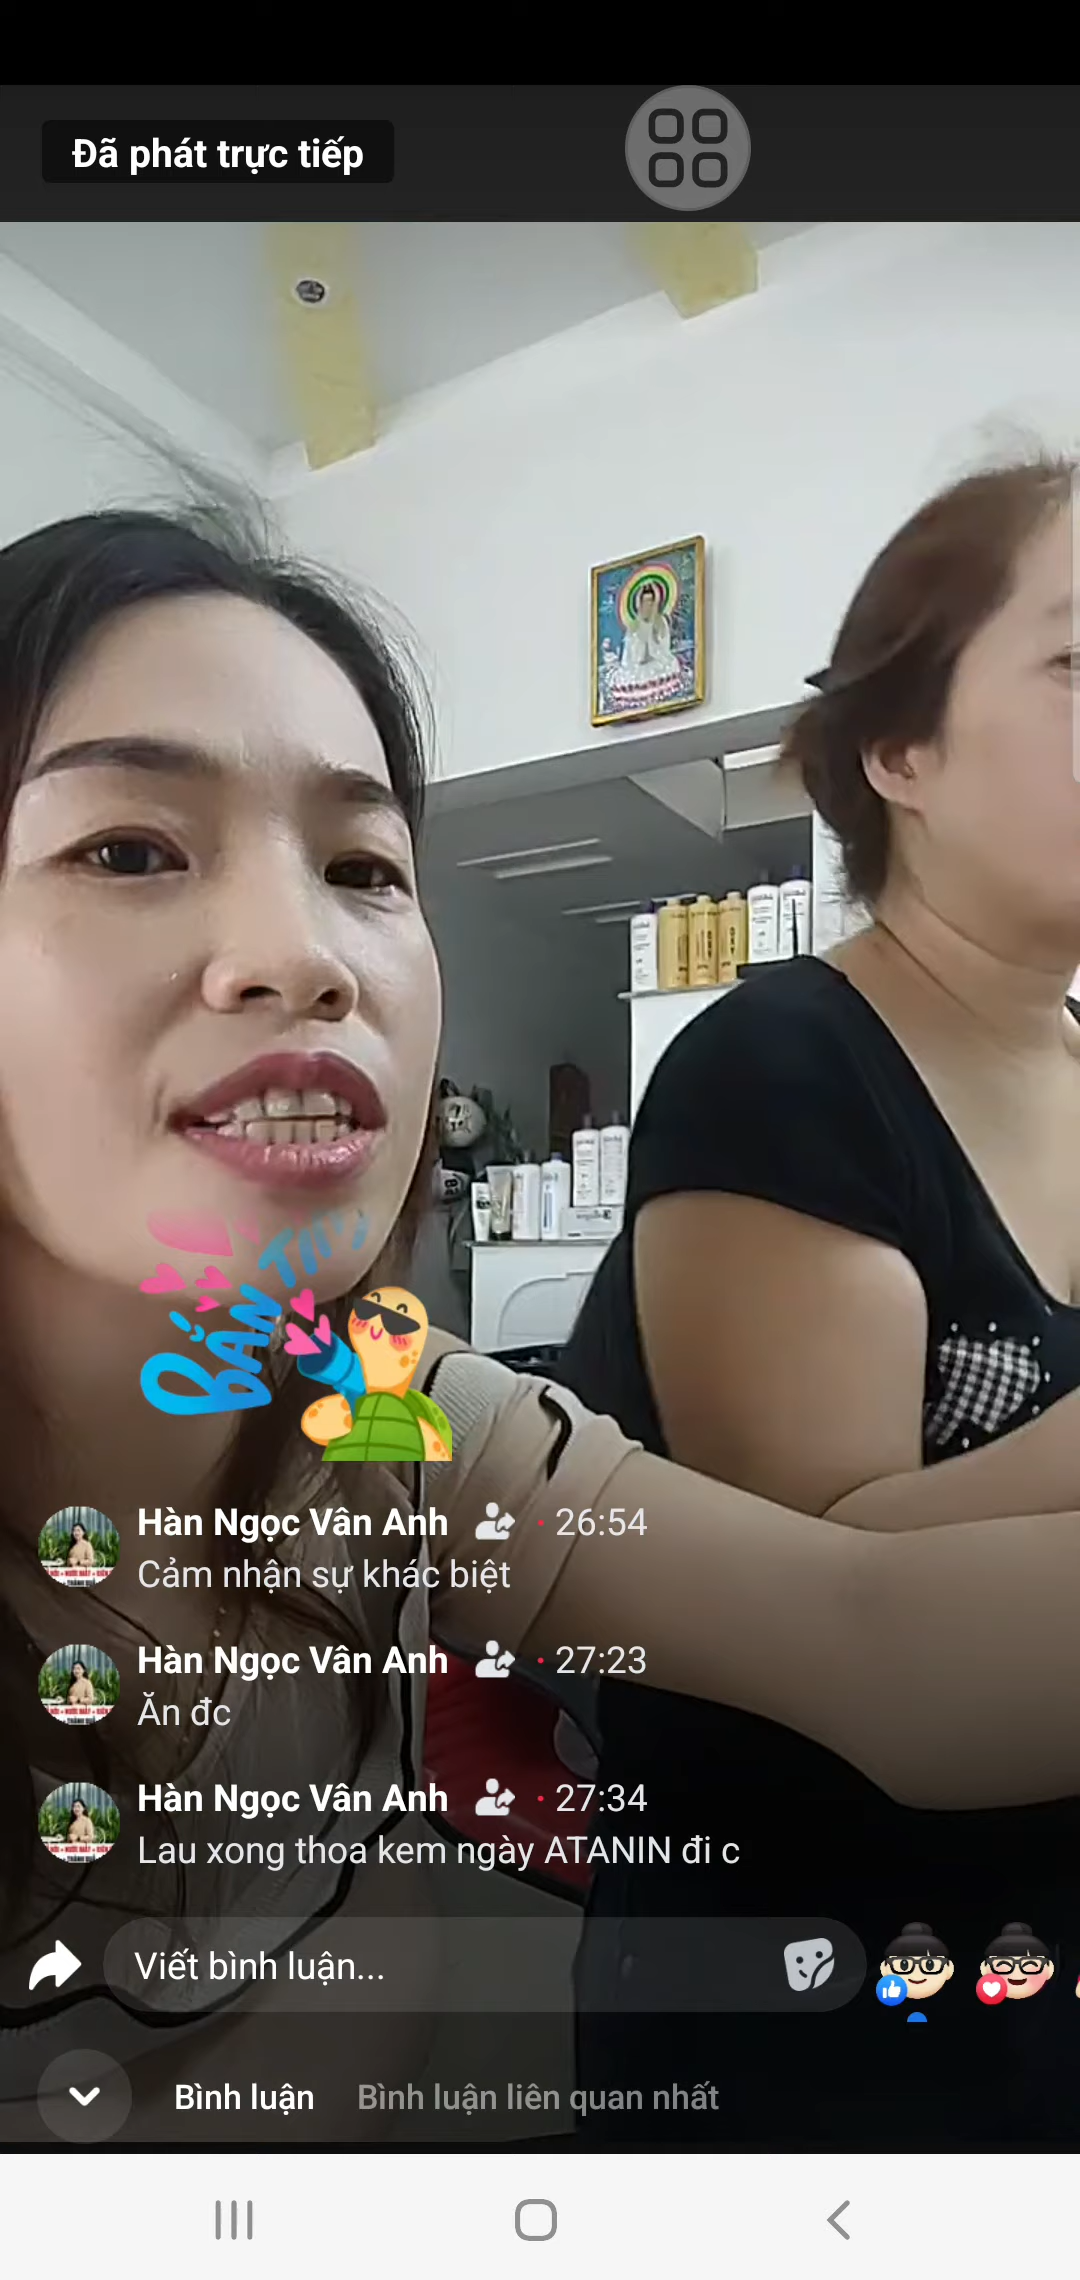 Đã phát trực tiếp
BẮN TIM
Hàn Ngọc Vân Anh · 26:54
Cảm nhận sự khác biệt
Hàn Ngọc Vân Anh · 27:23
Ăn đc
Hàn Ngọc Vân Anh · 27:34
Lau xong thoa kem ngày ATANIN đi c
Viết bình luận...
Bình luận Bình luận liên quan nhất